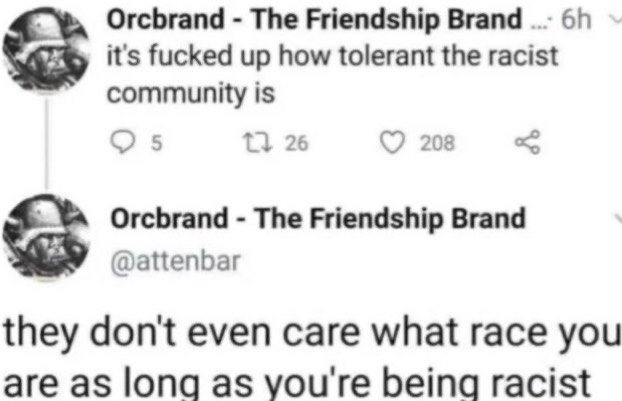 Orcbrand - The Friendship Brand ... · 6h
it's fucked up how tolerant the racist
community is
5 26 208
Orcbrand - The Friendship Brand
@attenbar
they don't even care what race you
are as long as you're being racist